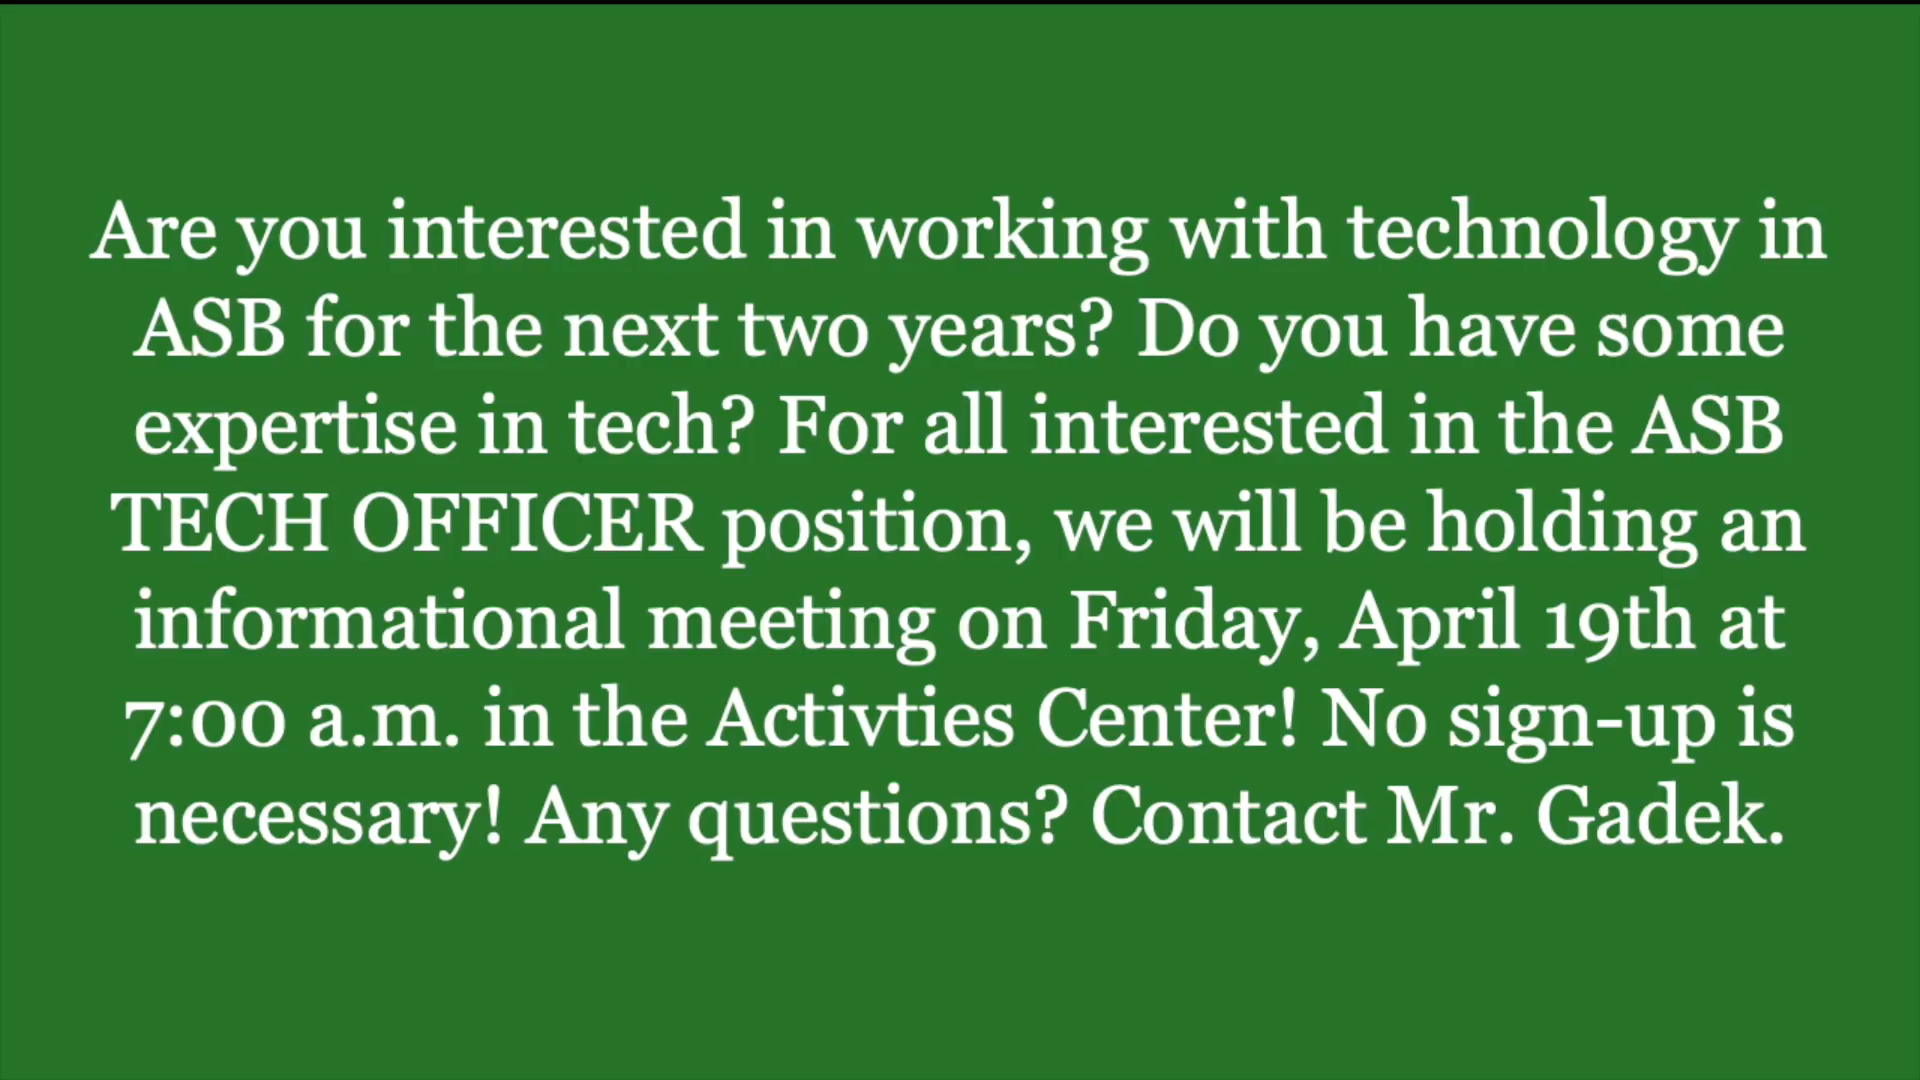 Are you interested in working with technology in
ASB for the next two years? Do you have some
expertise in tech? For all interested in the ASB
TECH OFFICER position, we will be holding an
informational meeting on Friday, April 19th at
7:00 a.m. in the Activties Center! No sign-up is
necessary! Any questions? Contact Mr. Gadek.